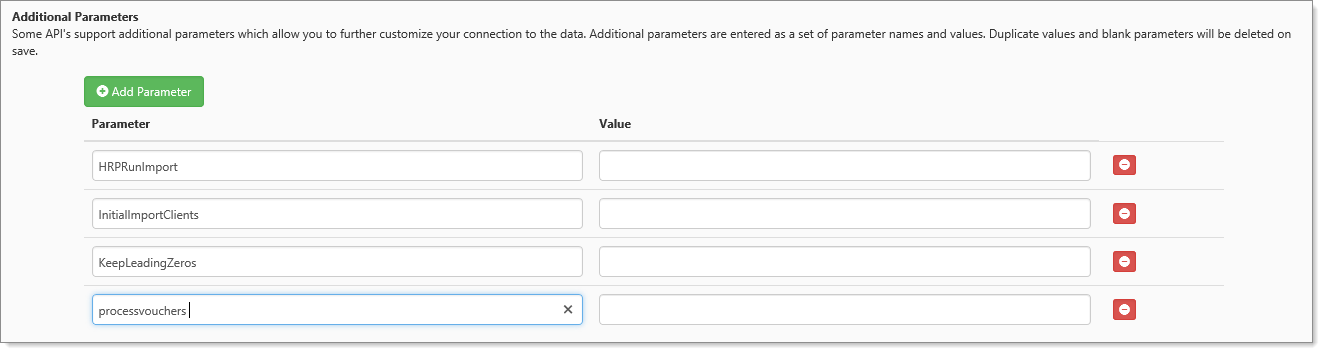 Additional Parameters
Some API's support additional parameters which allow you to further customize your connection to the data. Additional parameters are entered as a set of parameter names and values. Duplicate values and blank parameters will be deleted on
save.
Add Parameter
Parameter Value
HRPRunImport
InitialImportClients
KeepLeadingZeros
processvouchers